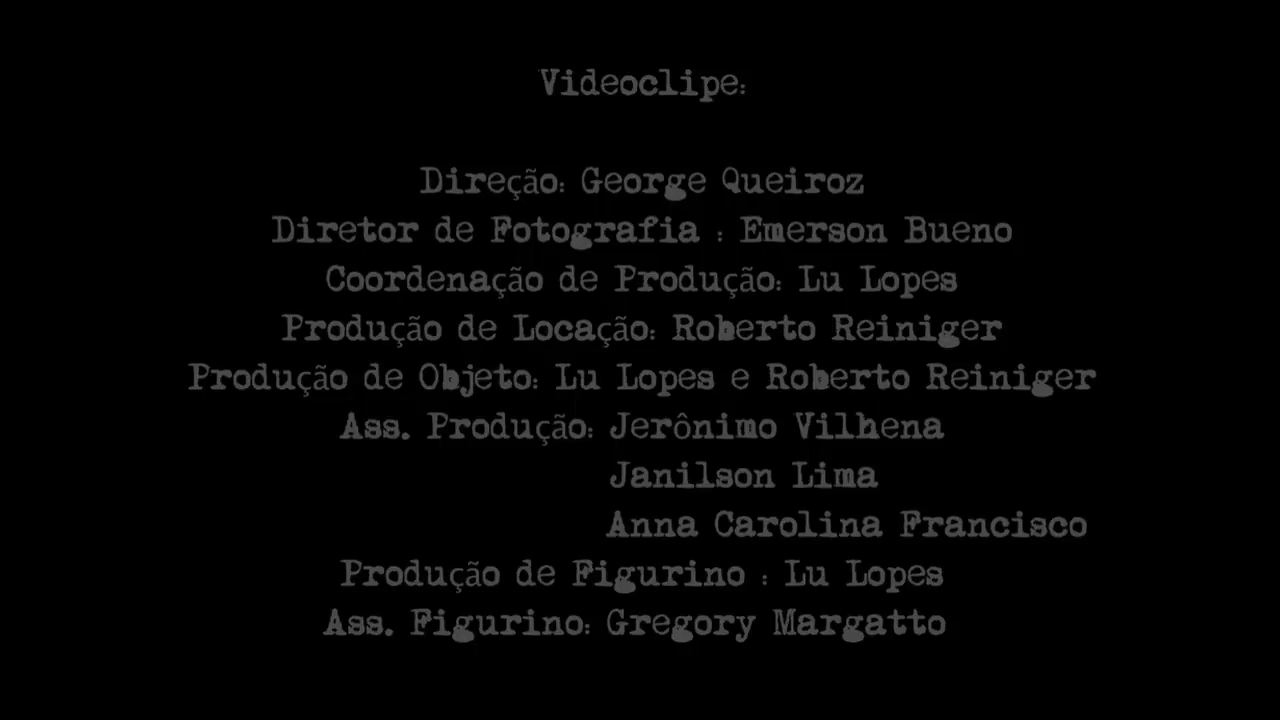 Videoclipe:
Direção: George Queiroz
Diretor de Fotografia : Emerson Bueno
Coordenação de Produção: Lu Lopes
Produção de Locação: Roberto Reiniger
Produção de Objeto: Lu Lopes e Roberto Reiniger
Ass. Produção: Jerônimo Vilhena
Janilson Lima
Anna Carolina Francisco
Produção de Figurino : Lu Lopes
Ass. Figurino: Gregory Margatto